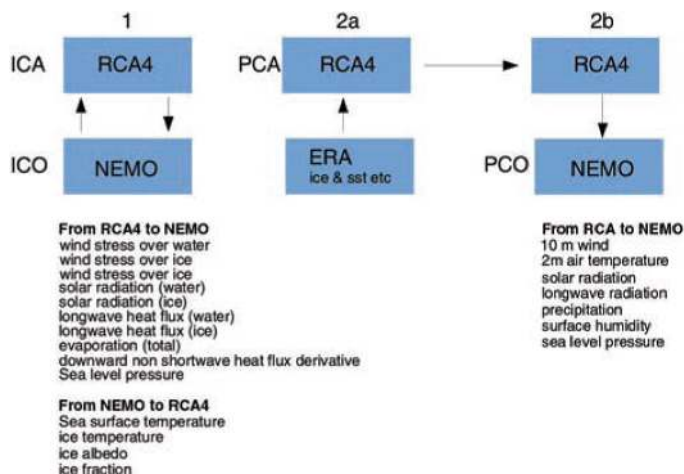 1 2a 2b
ICA RCA4 PCA RCA4 RCA4
ICO NEMO ERA PCO NEMO
ice & sst etc
From RCA4 to NEMO
wind stress over water
wind stress over ice
wind stress over ice
solar radiation (water)
solar radiation (ice)
longwave heat flux (water)
longwave heat flux (ice)
evaporation (total)
downward non shortwave heat flux derivative
Sea level pressure
From NEMO to RCA4
Sea surface temperature
ice temperature
ice albedo
ice fraction
From RCA to NEMO
10 m wind
2m air temperature
solar radiation
longwave radiation
precipitation
surface humidity
sea level pressure